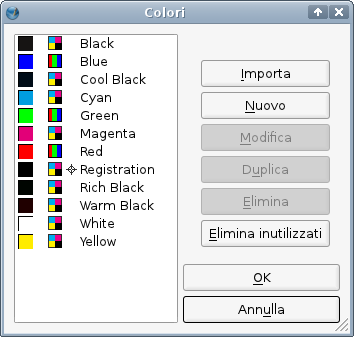 Colori
Black
Blue
Cool Black
Cyan
Green
Magenta
Red
Registration
Rich Black
Warm Black
White
Yellow
Importa
Nuovo
Modifica
Duplica
Elimina
Elimina inutilizzati
OK
Annulla